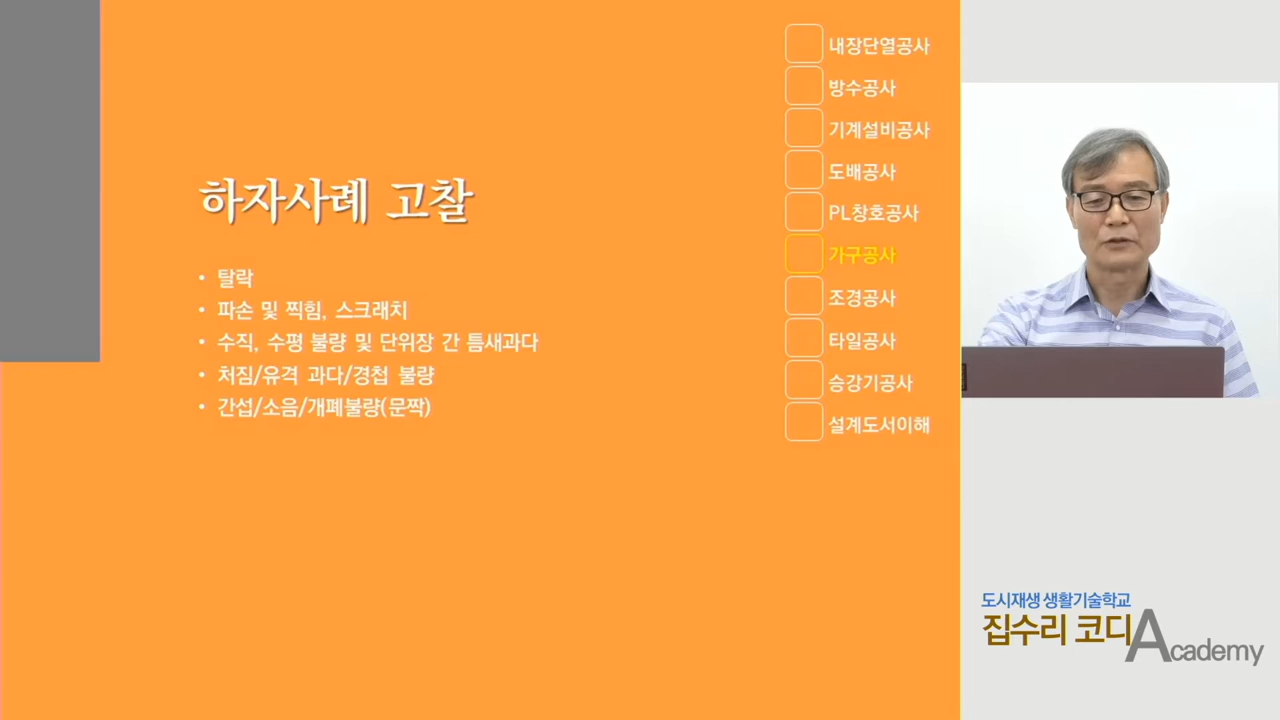 하자사례 고찰
• 탈락
• 파손 및 찍힘, 스크래치
• 수직, 수평 불량 및 단위장 간 틈새과다
• 처짐/유격 과다/경첩 불량
• 간섭/소음/개폐불량(문짝)
내장단열공사
방수공사
기계설비공사
도배공사
PL창호공사
가구공사
조경공사
타일공사
승강기공사
설계도서이해
도시재생 생활기술학교
집수리 코디Academy